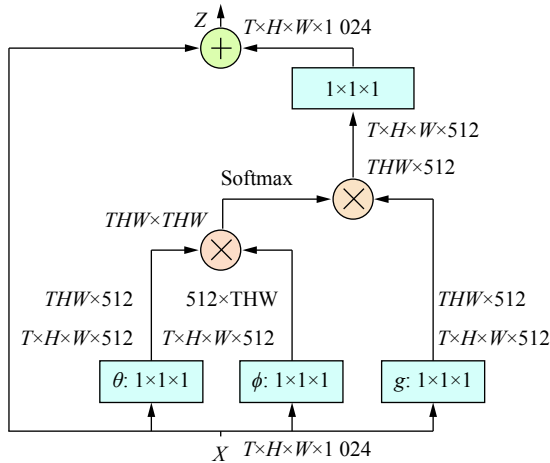 Z
T×H×W×1 024
+
1×1×1
T×H×W×512
THW×512
Softmax
×
THW×THW
×
THW×512
512×THW
THW×512
T×H×W×512
T×H×W×512
T×H×W×512
θ: 1×1×1
ϕ: 1×1×1
g: 1×1×1
X
T×H×W×1 024